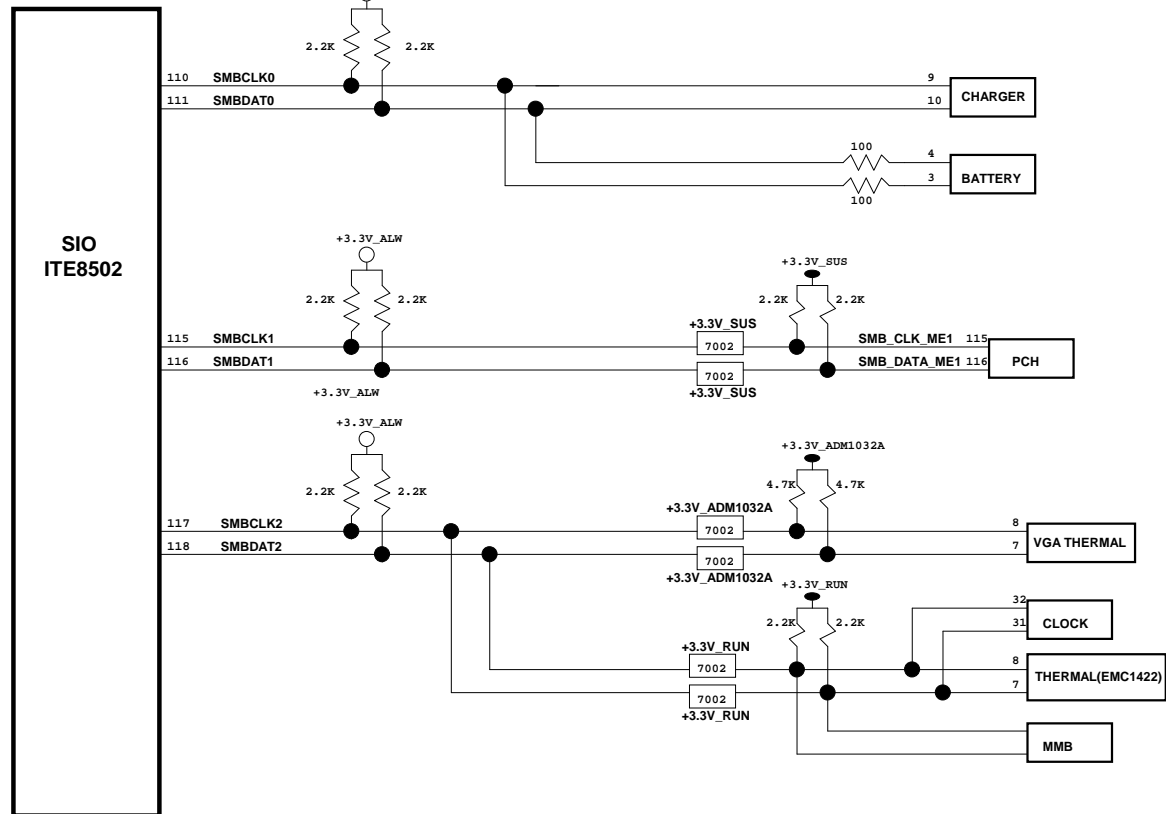 2.2K 2.2K
110 SMBCLK0 9
111 SMBDAT0 10
CHARGER
100 4
3
100
BATTERY
SIO
ITE8502
+3.3V_ALW
2.2K 2.2K
+3.3V_SUS
2.2K 2.2K
+3.3V_SUS
115 SMBCLK1 7002 SMB_CLK_ME1 115
116 SMBDAT1 7002 SMB_DATA_ME1 116
PCH
+3.3V_SUS
+3.3V_ALW
+3.3V_ALW
2.2K 2.2K
+3.3V_ADM1032A
4.7K 4.7K
+3.3V_ADM1032A
117 SMBCLK2 7002 8
118 SMBDAT2 7002 7
VGA THERMAL
+3.3V_ADM1032A
+3.3V_RUN
2.2K 2.2K
32
31
CLOCK
+3.3V_RUN
7002 8
7002 7
THERMAL(EMC1422)
+3.3V_RUN
MMB